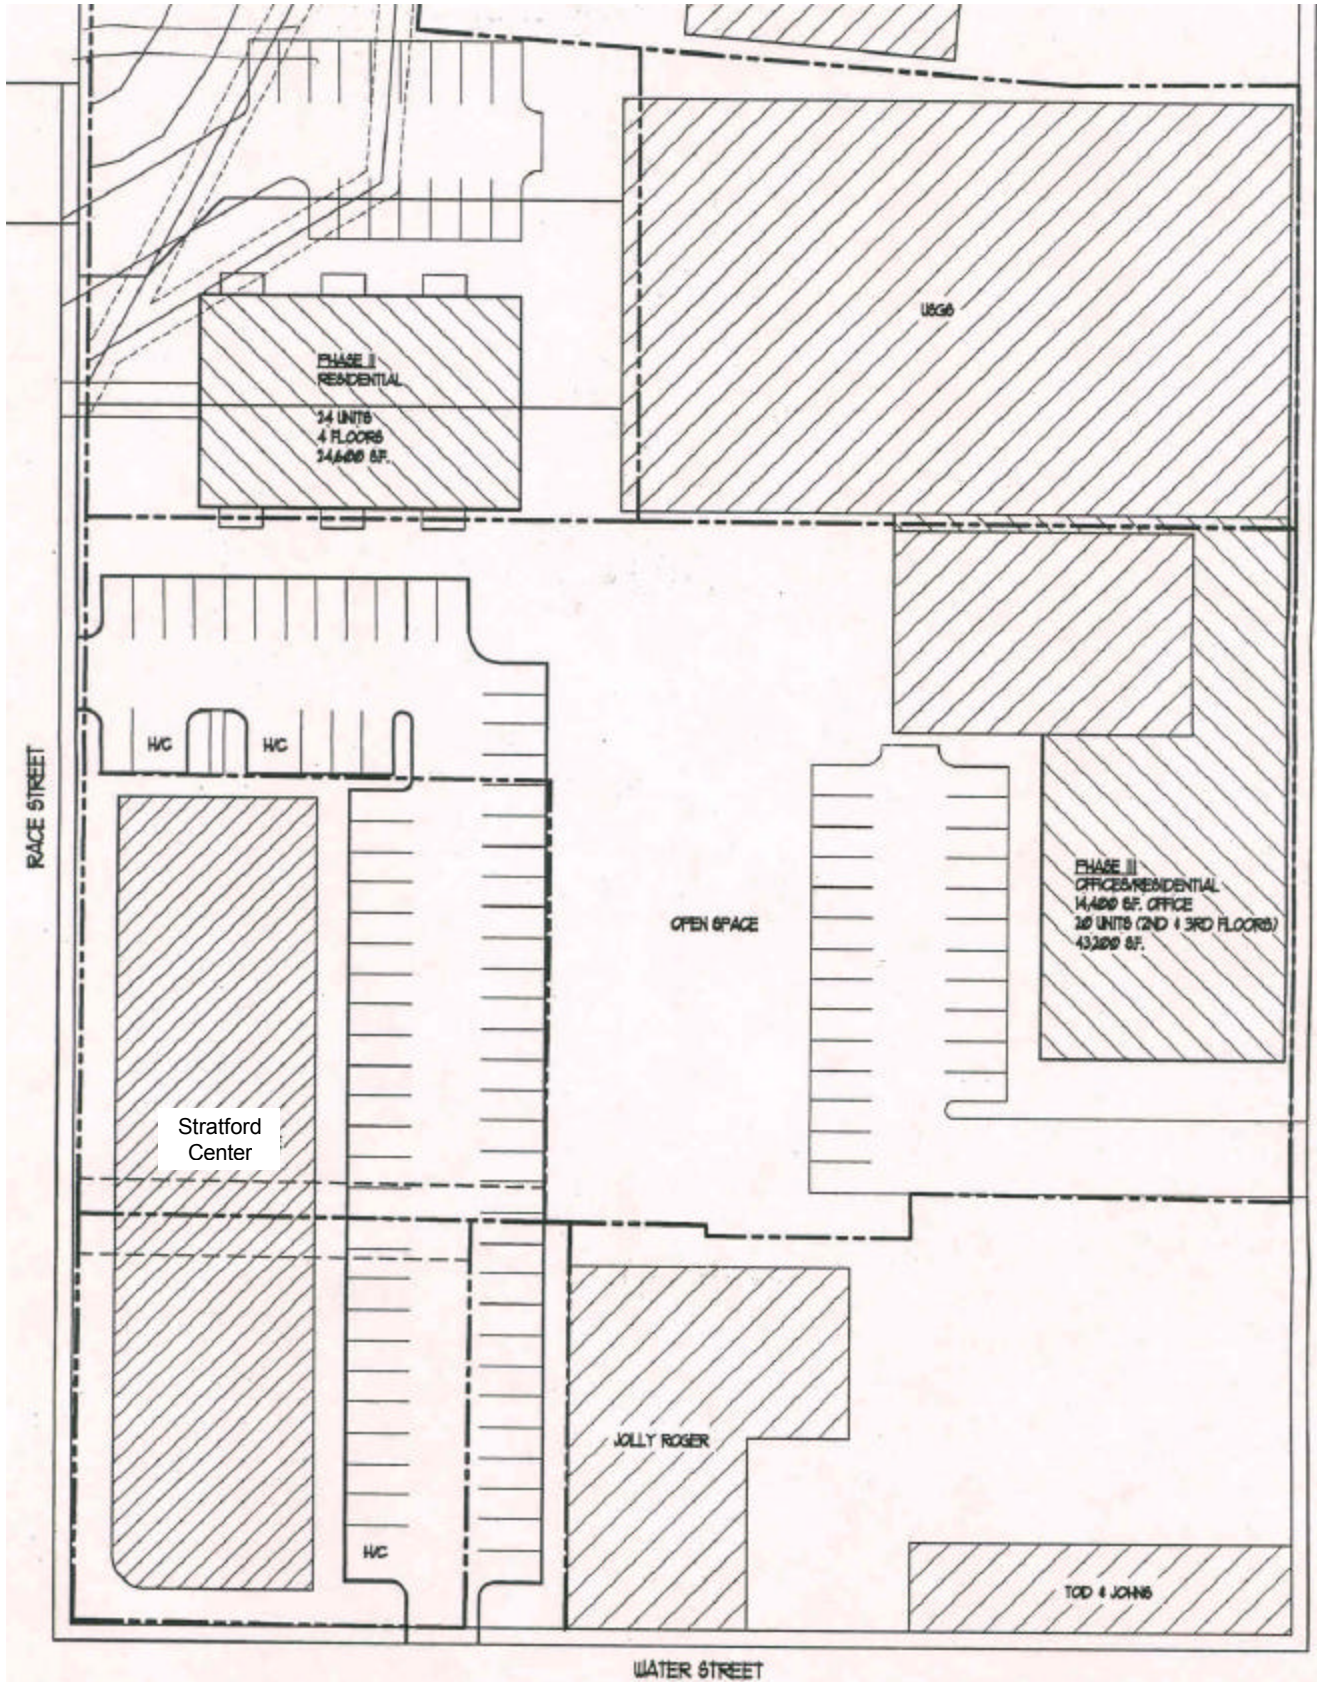 USGS
PHASE II
RESIDENTIAL
24 UNITS
4 FLOORS
24,600 SF.
H/C
H/C
RACE STREET
PHASE III
OFFICES/RESIDENTIAL
14,400 SF. OFFICE
20 UNITS (2ND & 3RD FLOORS)
43,200 SF.
OPEN SPACE
Stratford
Center
JOLLY ROGER
H/C
TOD & JOHNS
WATER STREET